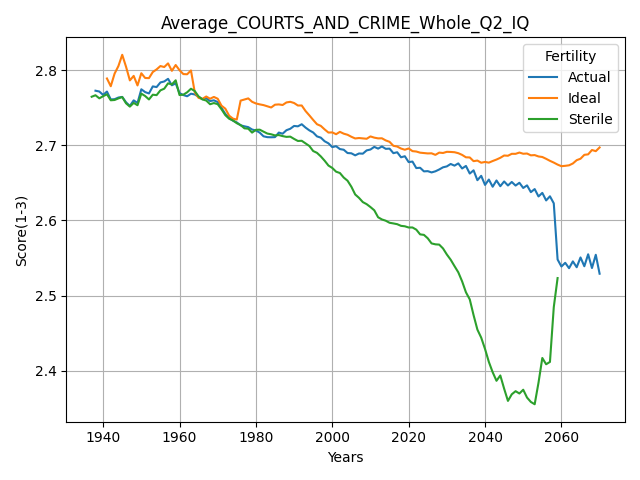 Average_COURTS_AND_CRIME_Whole_Q2_IQ
Fertility
Actual
Ideal
Sterile
Score(1-3)
2.8
2.7
2.6
2.5
2.4
1940 1960 1980 2000 2020 2040 2060
Years